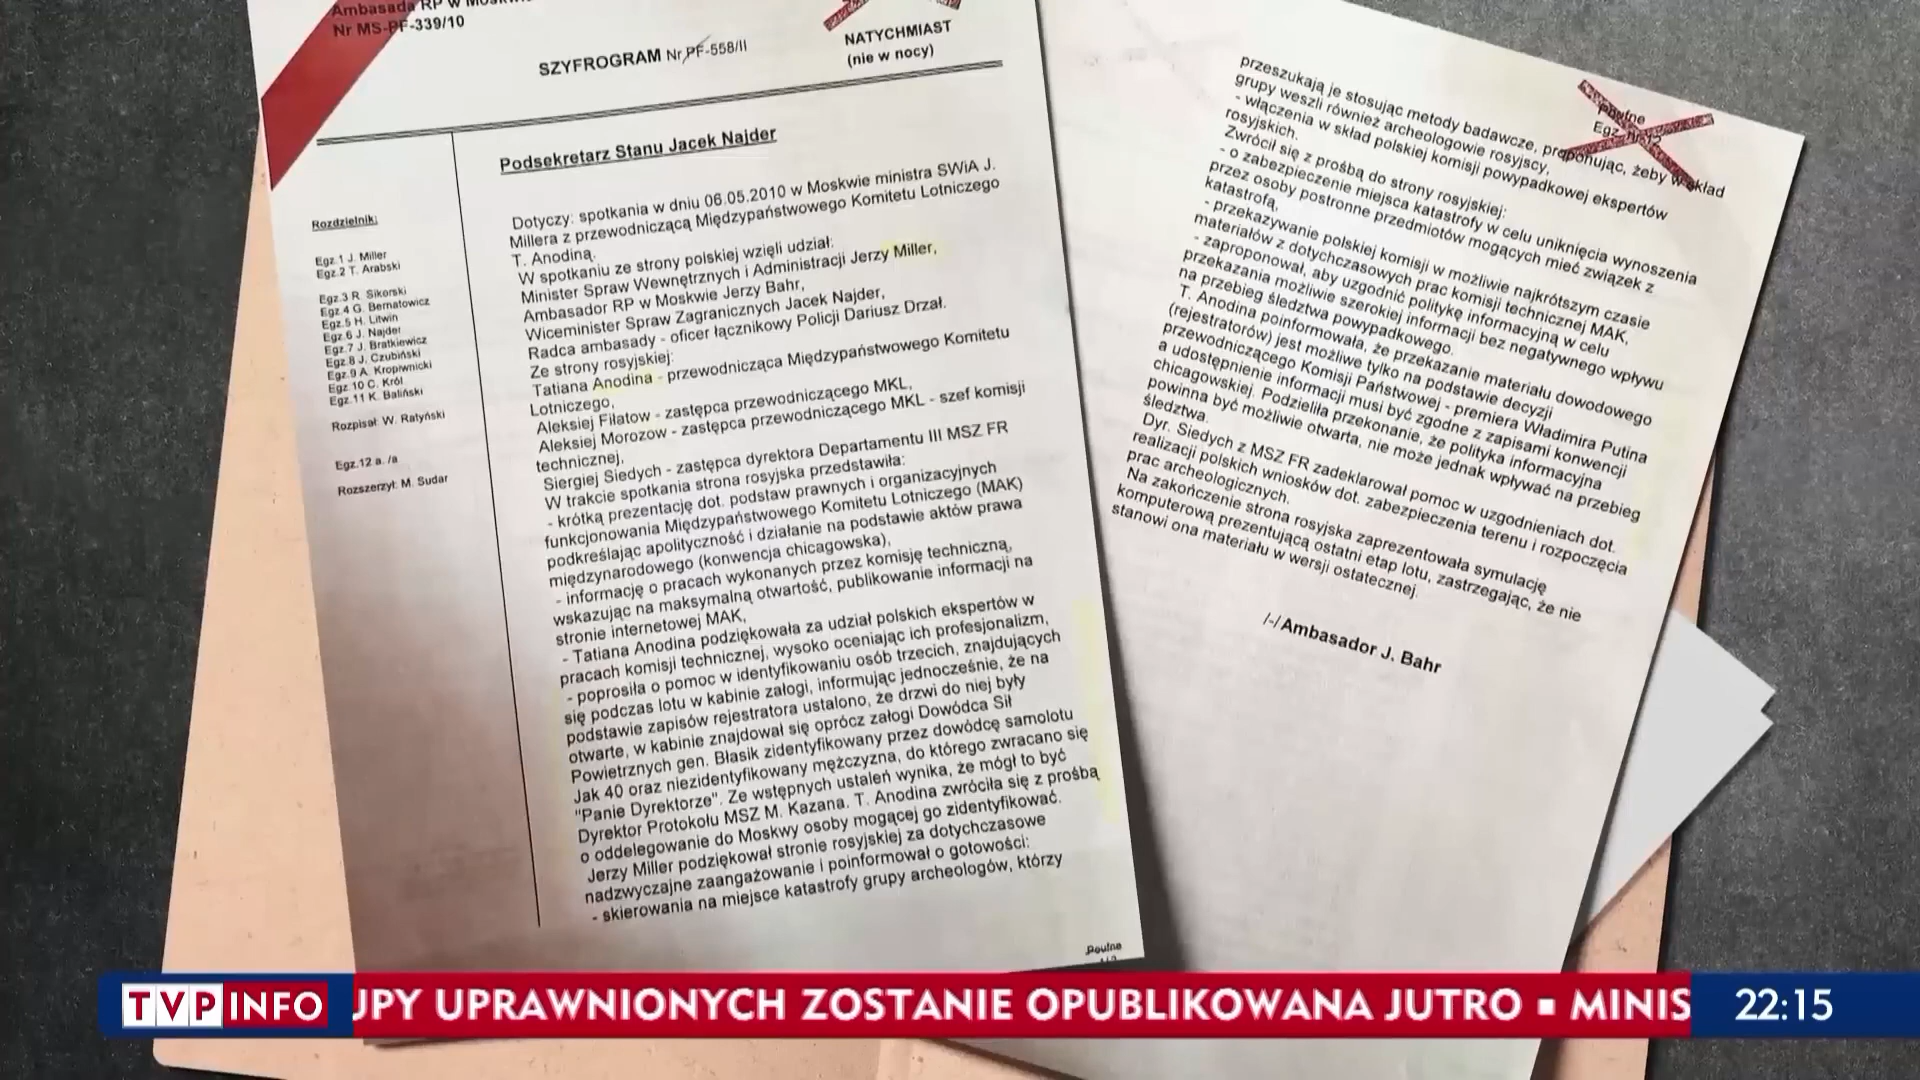 Ambasada RP w Moskwie
Nr MS-PF-339/10
SZYFROGRAM Nr PF-558/II
NATYCHMIAST
(nie w nocy)
Podsekretarz Stanu Jacek Najder
Rozdzielnik:
Egz.1 J. Miller
Egz.2 T. Arabski
Egz.3 R. Sikorski
Egz.4 G. Bernatowicz
Egz.5 H. Litwin
Egz.6 J. Najder
Egz.7 J. Bratkiewicz
Egz.8 J. Czubiński
Egz.9 A. Kropiwnicki
Egz.10 C. Król
Egz.11 K. Baliński
Rozpisał: W. Ratyński
Egz.12 a. /a
Rozszerzył: M. Sudar
Dotyczy: spotkania w dniu 06.05.2010 w Moskwie ministra SWiA J.
Millera z przewodniczącą Międzypaństwowego Komitetu Lotniczego
T. Anodiną.
W spotkaniu ze strony polskiej wzięli udział:
Minister Spraw Wewnętrznych i Administracji Jerzy Miller,
Ambasador RP w Moskwie Jerzy Bahr,
Wiceminister Spraw Zagranicznych Jacek Najder,
Radca ambasady - oficer łącznikowy Policji Dariusz Drzał.
Ze strony rosyjskiej:
Tatiana Anodina - przewodnicząca Międzypaństwowego Komitetu
Lotniczego,
Aleksiej Filatow - zastępca przewodniczącego MKL,
Aleksiej Morozow - zastępca przewodniczącego MKL - szef komisji
technicznej,
Siergiej Siedych - zastępca dyrektora Departamentu III MSZ FR
W trakcie spotkania strona rosyjska przedstawiła:
- krótką prezentację dot. podstaw prawnych i organizacyjnych
funkcjonowania Międzypaństwowego Komitetu Lotniczego (MAK)
podkreślając apolityczność i działanie na podstawie aktów prawa
międzynarodowego (konwencja chicagowska),
- informację o pracach wykonanych przez komisję techniczną,
wskazując na maksymalną otwartość, publikowanie informacji na
stronie internetowej MAK,
- Tatiana Anodina podziękowała za udział polskich ekspertów w
pracach komisji technicznej, wysoko oceniając ich profesjonalizm,
- poprosiła o pomoc w identyfikowaniu osób trzecich, znajdujących
się podczas lotu w kabinie załogi, informując jednocześnie, że na
podstawie zapisów rejestratora ustalono, że drzwi do niej były
otwarte, w kabinie znajdował się oprócz załogi Dowódca Sił
Powietrznych gen. Błasik zidentyfikowany przez dowódcę samolotu
Jak 40 oraz niezidentyfikowany mężczyzna, do którego zwracano się
"Panie Dyrektorze". Ze wstępnych ustaleń wynika, że mógł to być
Dyrektor Protokołu MSZ M. Kazana. T. Anodina zwróciła się z prośbą
o oddelegowanie do Moskwy osoby mogącej go zidentyfikować.
Jerzy Miller podziękował stronie rosyjskiej za dotychczasowe
nadzwyczajne zaangażowanie i poinformował o gotowości:
- skierowania na miejsce katastrofy grupy archeologów, którzy
Poufne
1/2
Poufne
przeszukają je stosując metody badawcze, proponując, żeby w skład
grupy weszli również archeologowie rosyjscy,
- włączenia w skład polskiej komisji powypadkowej ekspertów
rosyjskich.
Zwrócił się z prośbą do strony rosyjskiej:
- o zabezpieczenie miejsca katastrofy w celu uniknięcia wynoszenia
przez osoby postronne przedmiotów mogących mieć związek z
katastrofą,
- przekazywanie polskiej komisji w możliwie najkrótszym czasie
materiałów z dotychczasowych prac komisji technicznej MAK,
- zaproponował, aby uzgodnić politykę informacyjną w celu
przekazania możliwie szerokiej informacji bez negatywnego wpływu
na przebieg śledztwa powypadkowego.
T. Anodina poinformowała, że przekazanie materiału dowodowego
(rejestratorów) jest możliwe tylko na podstawie decyzji
przewodniczącego Komisji Państwowej - premiera Władimira Putina
a udostępnienie informacji musi być zgodne z zapisami konwencji
chicagowskiej. Podzieliła przekonanie, że polityka informacyjna
powinna być możliwie otwarta, nie może jednak wpływać na przebieg
śledztwa.
Dyr. Siedych z MSZ FR zadeklarował pomoc w uzgodnieniach dot.
realizacji polskich wniosków dot. zabezpieczenia terenu i rozpoczęcia
prac archeologicznych.
Na zakończenie strona rosyjska zaprezentowała symulację
komputerową prezentującą ostatni etap lotu, zastrzegając, że nie
stanowi ona materiału w wersji ostatecznej.
/-/ Ambasador J. Bahr
TVP INFO
UPY UPRAWNIONYCH ZOSTANIE OPUBLIKOWANA JUTRO ▪ MINIS
22:15